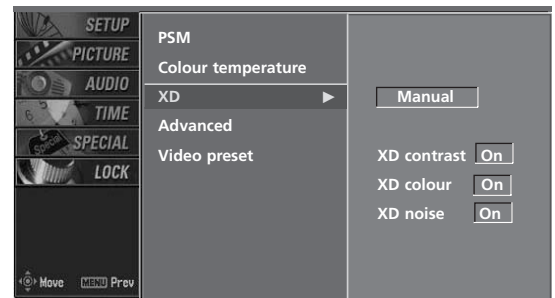 SETUP
PICTURE
AUDIO
TIME
SPECIAL
LOCK
Move MENU Prev
PSM
Colour temperature
XD ▶
Advanced
Video preset
Manual
XD contrast On
XD colour On
XD noise On